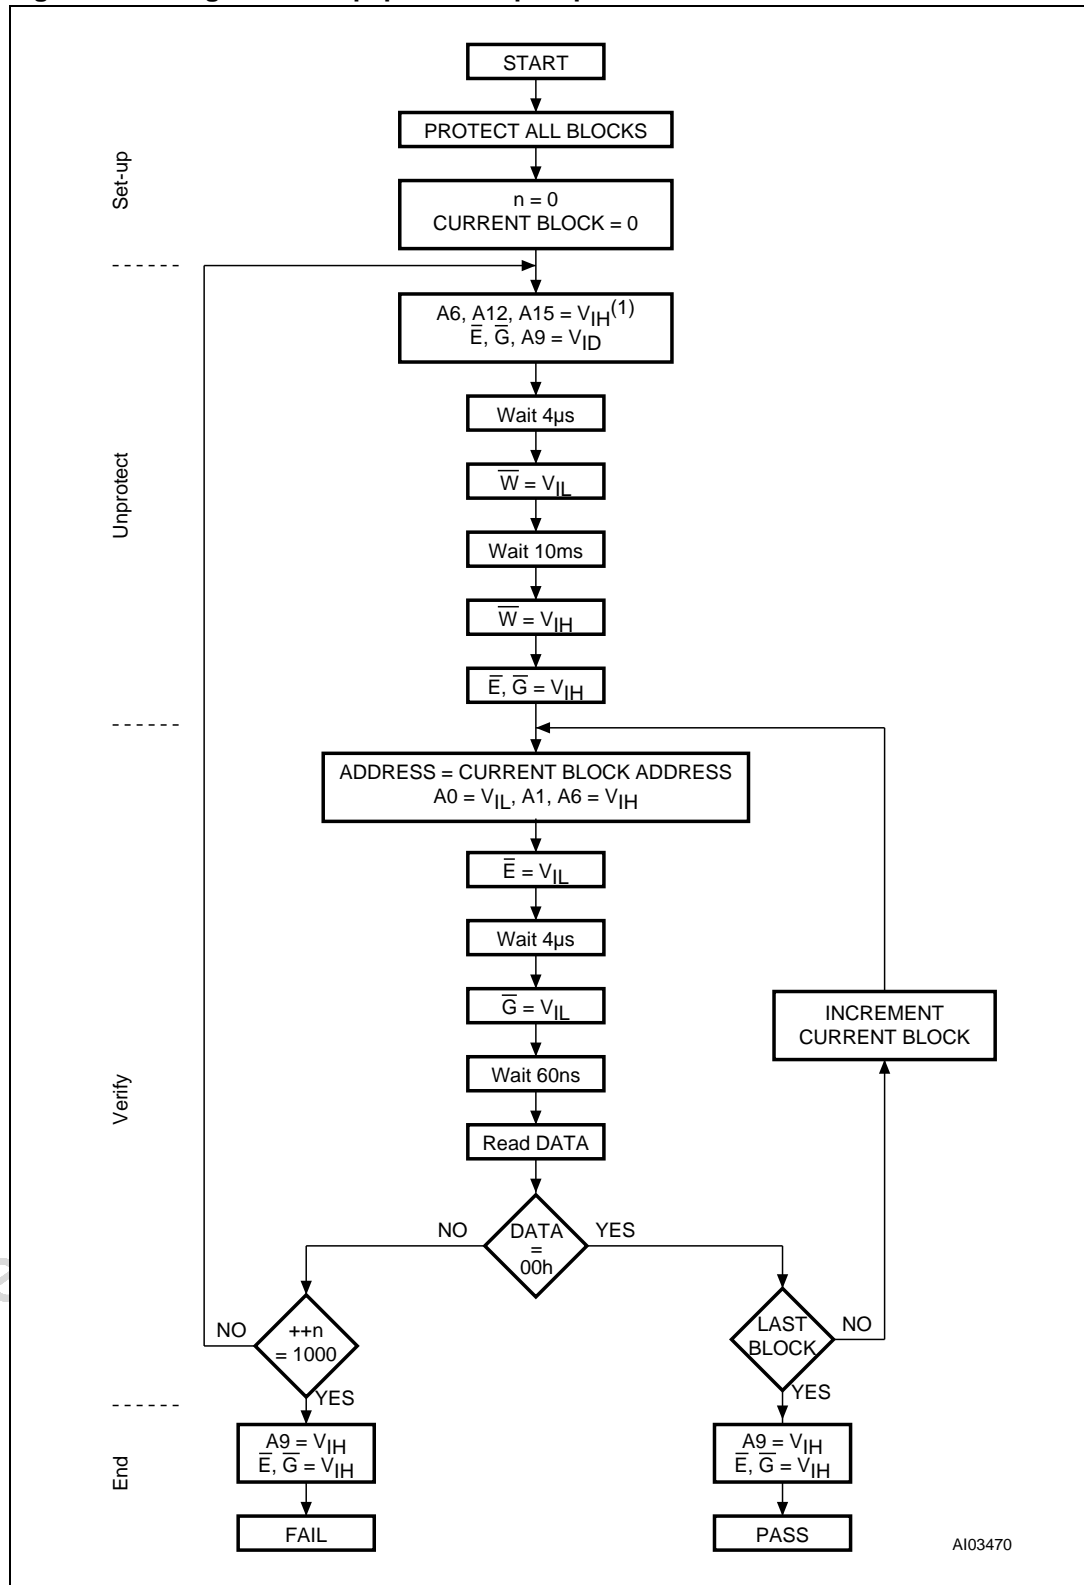 START
PROTECT ALL BLOCKS
Set-up
n = 0
CURRENT BLOCK = 0
A6, A12, A15 = VIH(1)
E̅, G̅, A9 = VID
Wait 4µs
Unprotect
W̅ = VIL
Wait 10ms
W̅ = VIH
E̅, G̅ = VIH
ADDRESS = CURRENT BLOCK ADDRESS
A0 = VIL, A1, A6 = VIH
E̅ = VIL
Wait 4µs
G̅ = VIL
INCREMENT
CURRENT BLOCK
Wait 60ns
Verify
Read DATA
NO
DATA
=
00h
YES
NO
++n
= 1000
YES
LAST
BLOCK
NO
YES
End
A9 = VIH
E̅, G̅ = VIH
A9 = VIH
E̅, G̅ = VIH
FAIL
PASS
AI03470